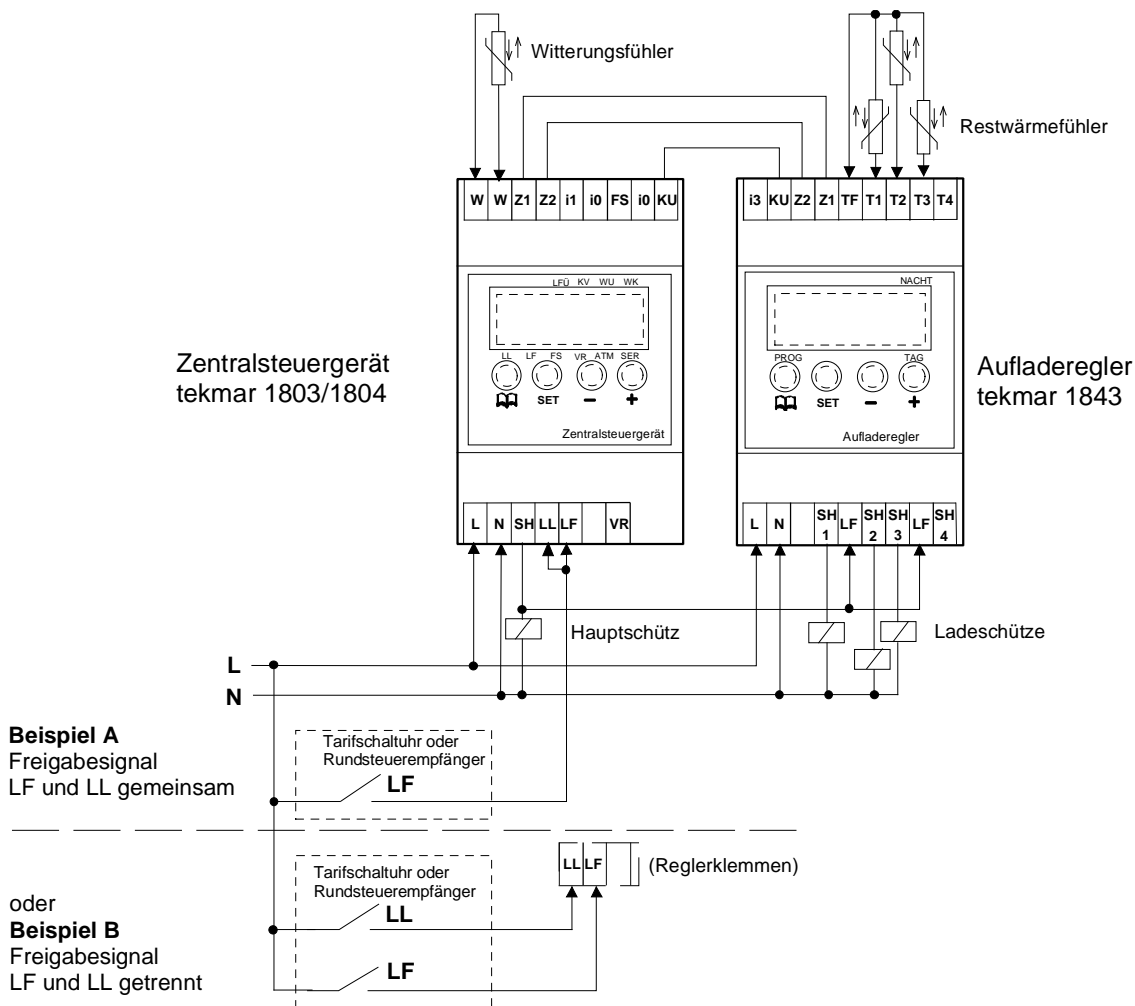 Witterungsfühler
Restwärmefühler
W W Z1 Z2 i1 i0 FS i0 KU
i3 KU Z2 Z1 TF T1 T2 T3 T4
LFÜ KV WU WK
NACHT
Zentralsteuergerät
tekmar 1803/1804
LL LF FS VR ATM SER
SET − +
Zentralsteuergerät
PROG TAG
SET − +
Aufladeregler
Aufladeregler
tekmar 1843
L N SH LL LF VR
L N SH 1 LF SH 2 SH 3 LF SH 4
Hauptschütz
Ladeschütze
L
N
Beispiel A
Freigabesignal
LF und LL gemeinsam
Tarifschaltuhr oder
Rundsteuerempfänger
LF
LL LF
(Reglerklemmen)
oder
Beispiel B
Freigabesignal
LF und LL getrennt
Tarifschaltuhr oder
Rundsteuerempfänger
LL
LF